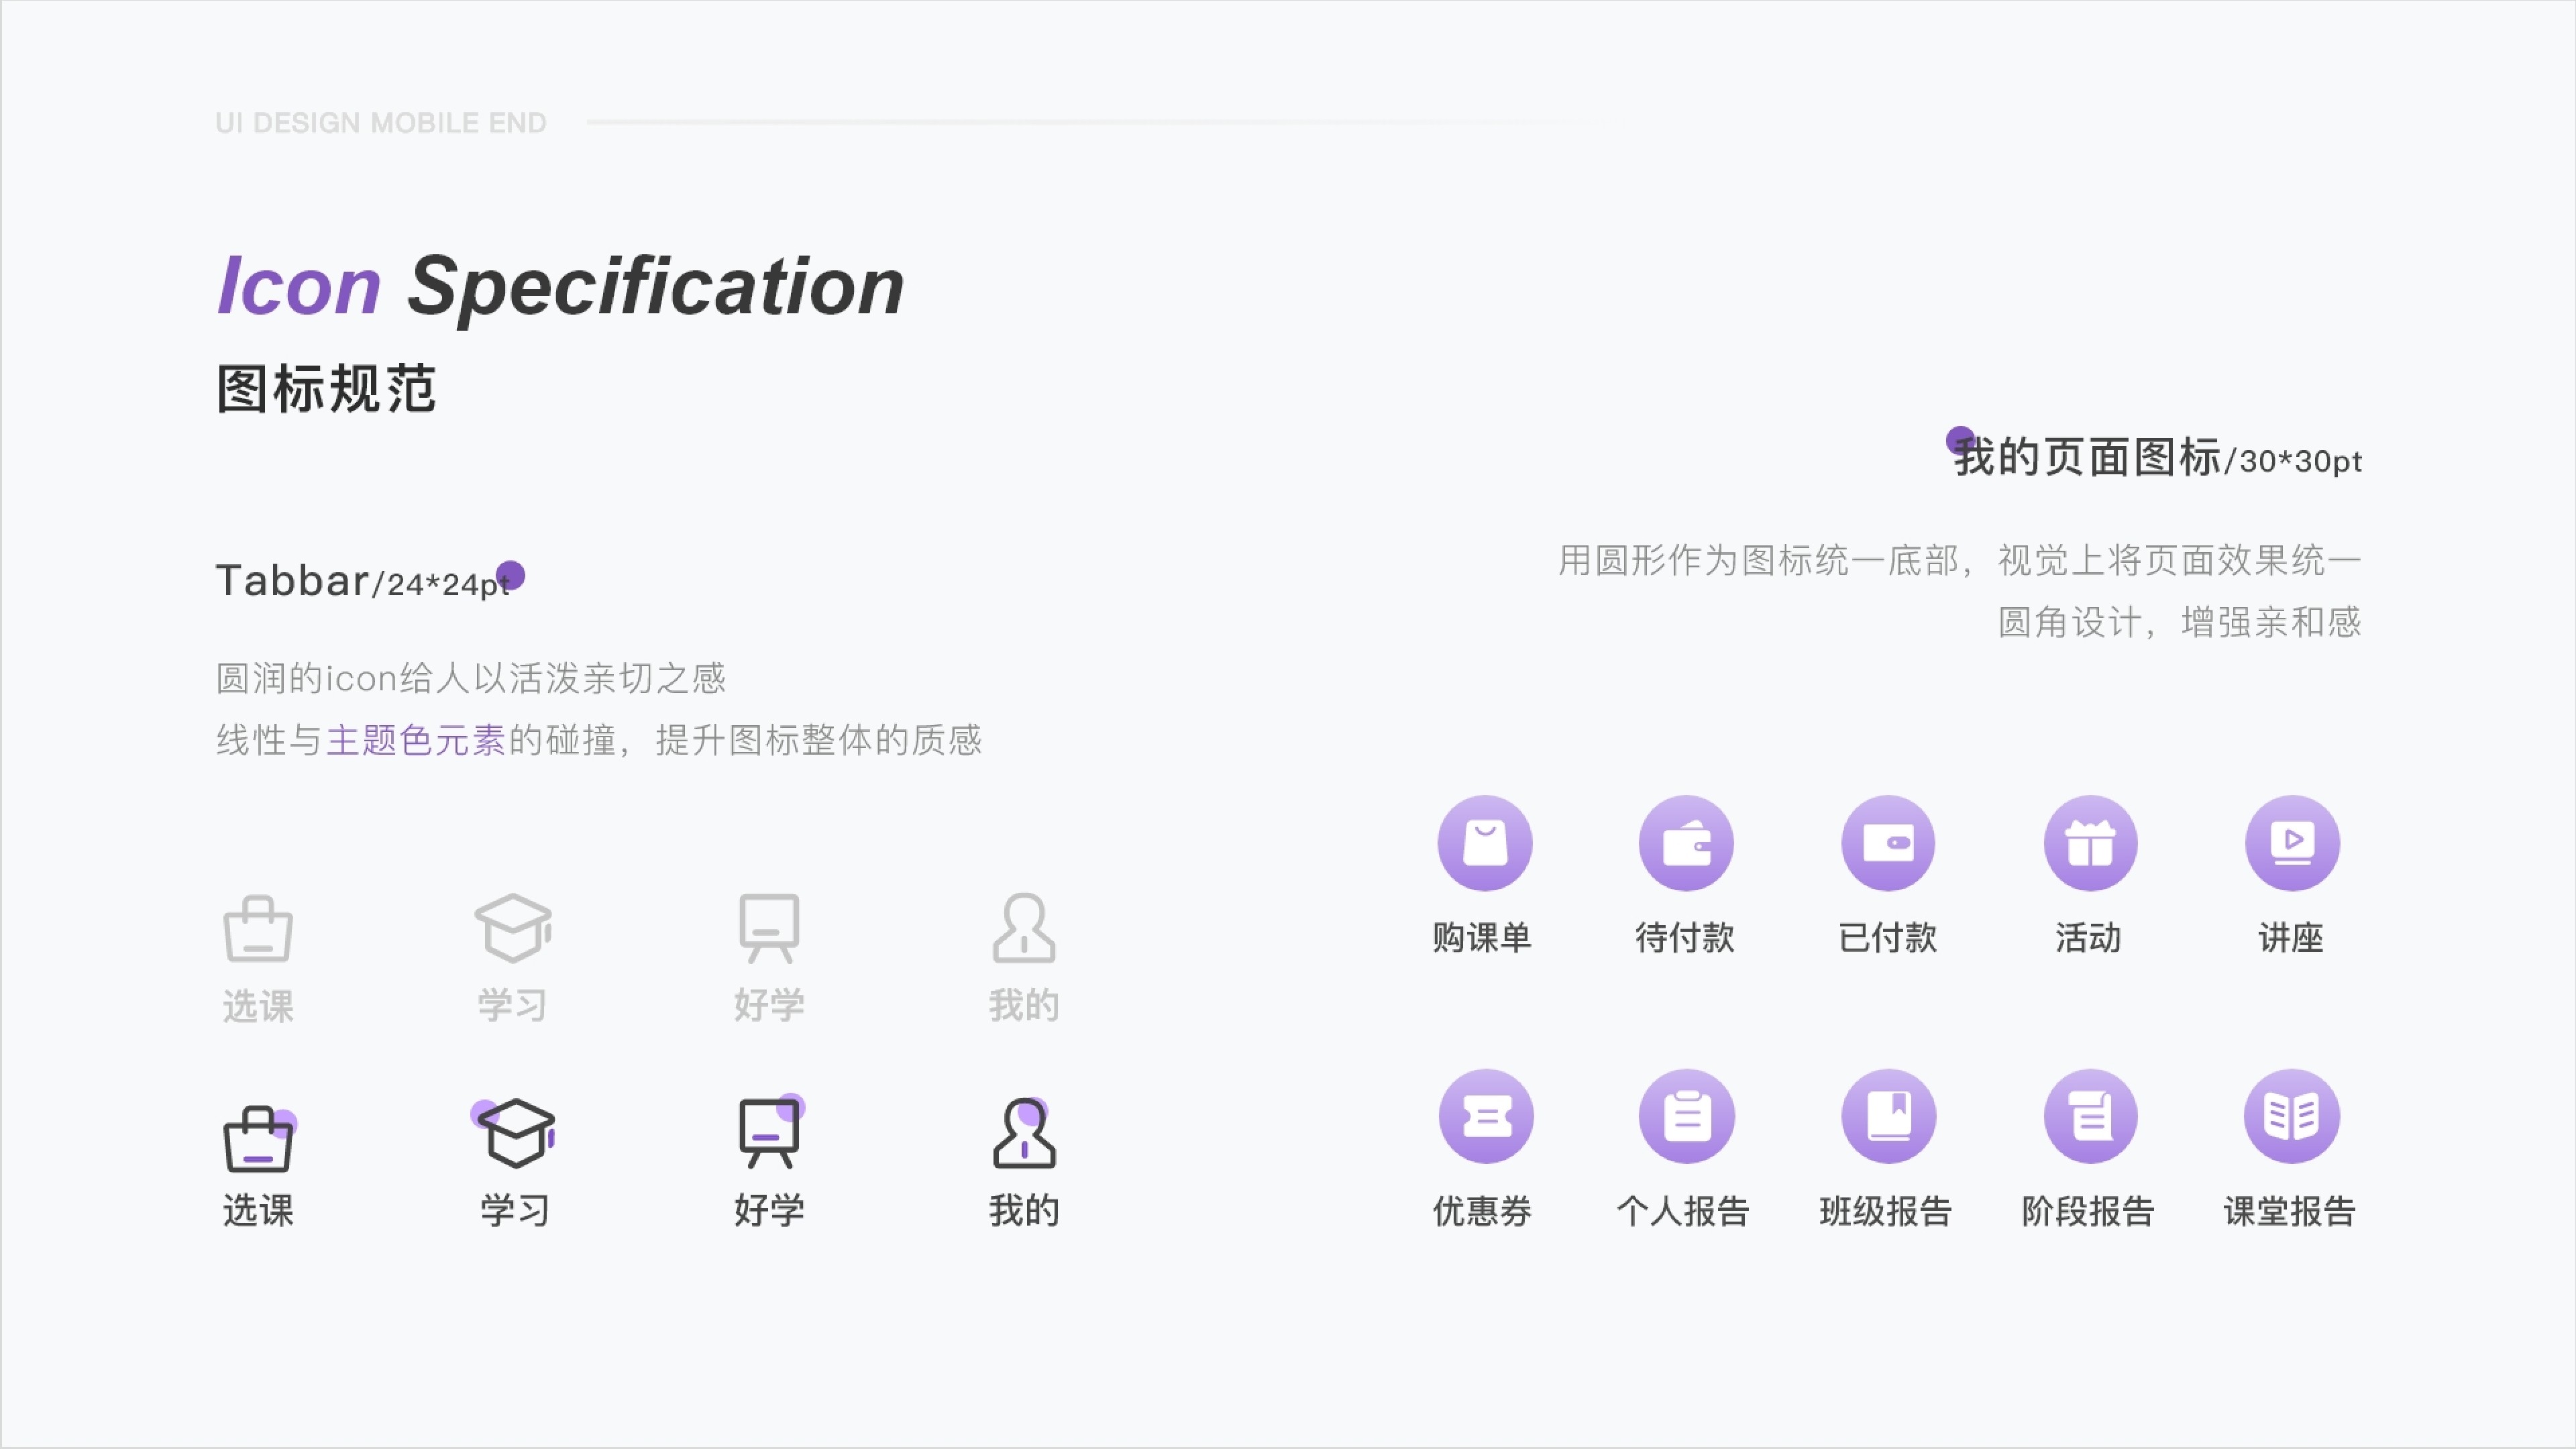 UI DESIGN MOBILE END
Icon Specification
图标规范
Tabbar/24*24pt
圆润的icon给人以活泼亲切之感
线性与主题色元素的碰撞，提升图标整体的质感
选课 学习 好学 我的
选课 学习 好学 我的
我的页面图标/30*30pt
用圆形作为图标统一底部，视觉上将页面效果统一
圆角设计，增强亲和感
购课单 待付款 已付款 活动 讲座
优惠券 个人报告 班级报告 阶段报告 课堂报告